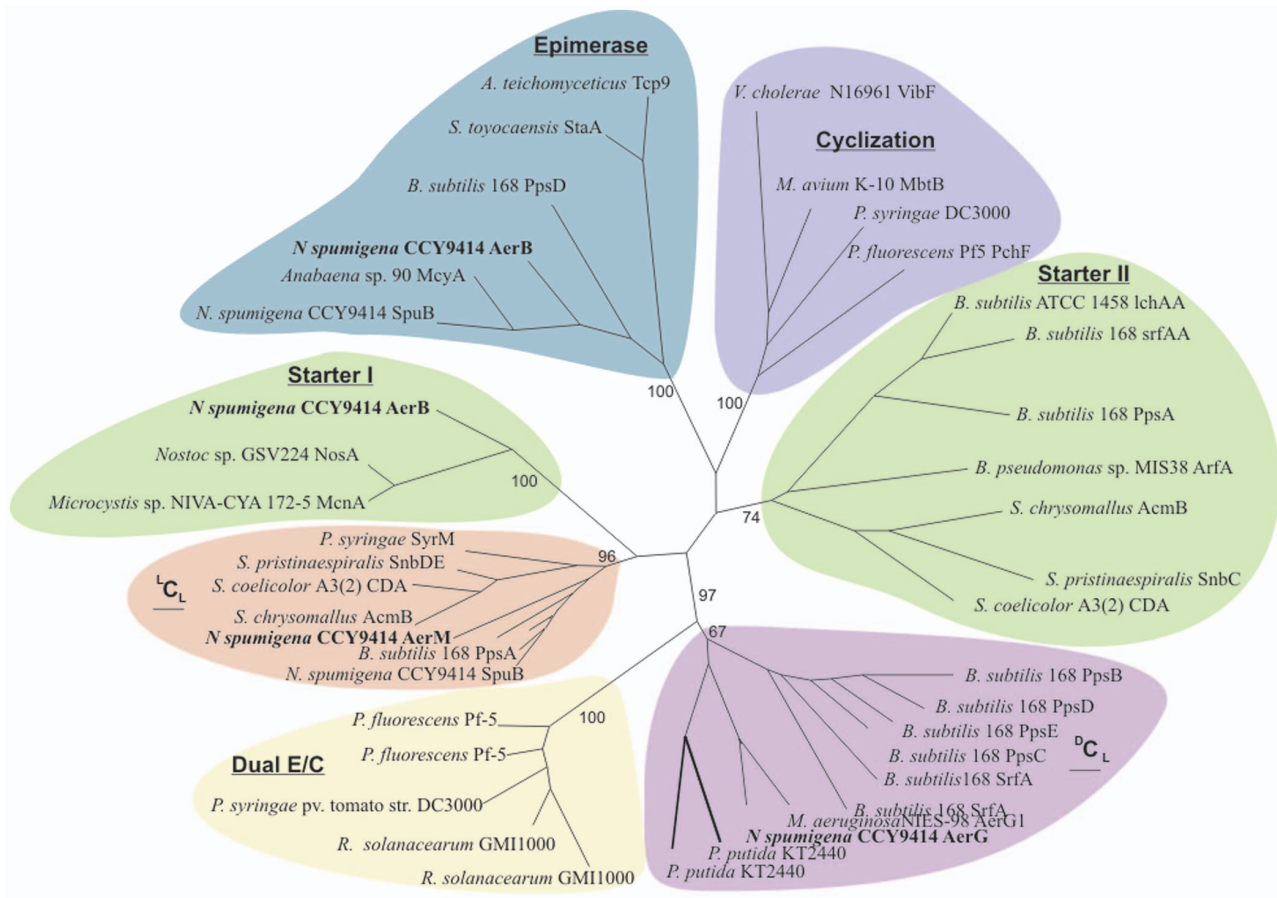 Epimerase
A. teichomyceticus Tcp9
S. toyocaensis StaA
B. subtilis 168 PpsD
N spumigena CCY9414 AerB
Anabaena sp. 90 McyA
N. spumigena CCY9414 SpuB
100
V. cholerae N16961 VibF
Cyclization
M. avium K-10 MbtB
P. syringae DC3000
P. fluorescens Pf5 PchF
100
Starter II
B. subtilis ATCC 1458 lchAA
B. subtilis 168 srfAA
B. subtilis 168 PpsA
B. pseudomonas sp. MIS38 ArfA
S. chrysomallus AcmB
S. pristinaespiralis SnbC
S. coelicolor A3(2) CDA
74
Starter I
N spumigena CCY9414 AerB
Nostoc sp. GSV224 NosA
Microcystis sp. NIVA-CYA 172-5 McnA
100
P. syringae SyrM
S. pristinaespiralis SnbDE
S. coelicolor A3(2) CDA
S. chrysomallus AcmB
N spumigena CCY9414 AerM
B. subtilis 168 PpsA
N. spumigena CCY9414 SpuB
LCL
96
97
67
P. fluorescens Pf-5
P. fluorescens Pf-5
Dual E/C
P. syringae pv. tomato str. DC3000
R. solanacearum GMI1000
R. solanacearum GMI1000
100
B. subtilis 168 PpsB
B. subtilis 168 PpsD
B. subtilis 168 PpsE
B. subtilis 168 PpsC
DCL
B. subtilis168 SrfA
B. subtilis 168 SrfA
M. aeruginosaNIES-98 AerG1
N spumigena CCY9414 AerG
P. putida KT2440
P. putida KT2440